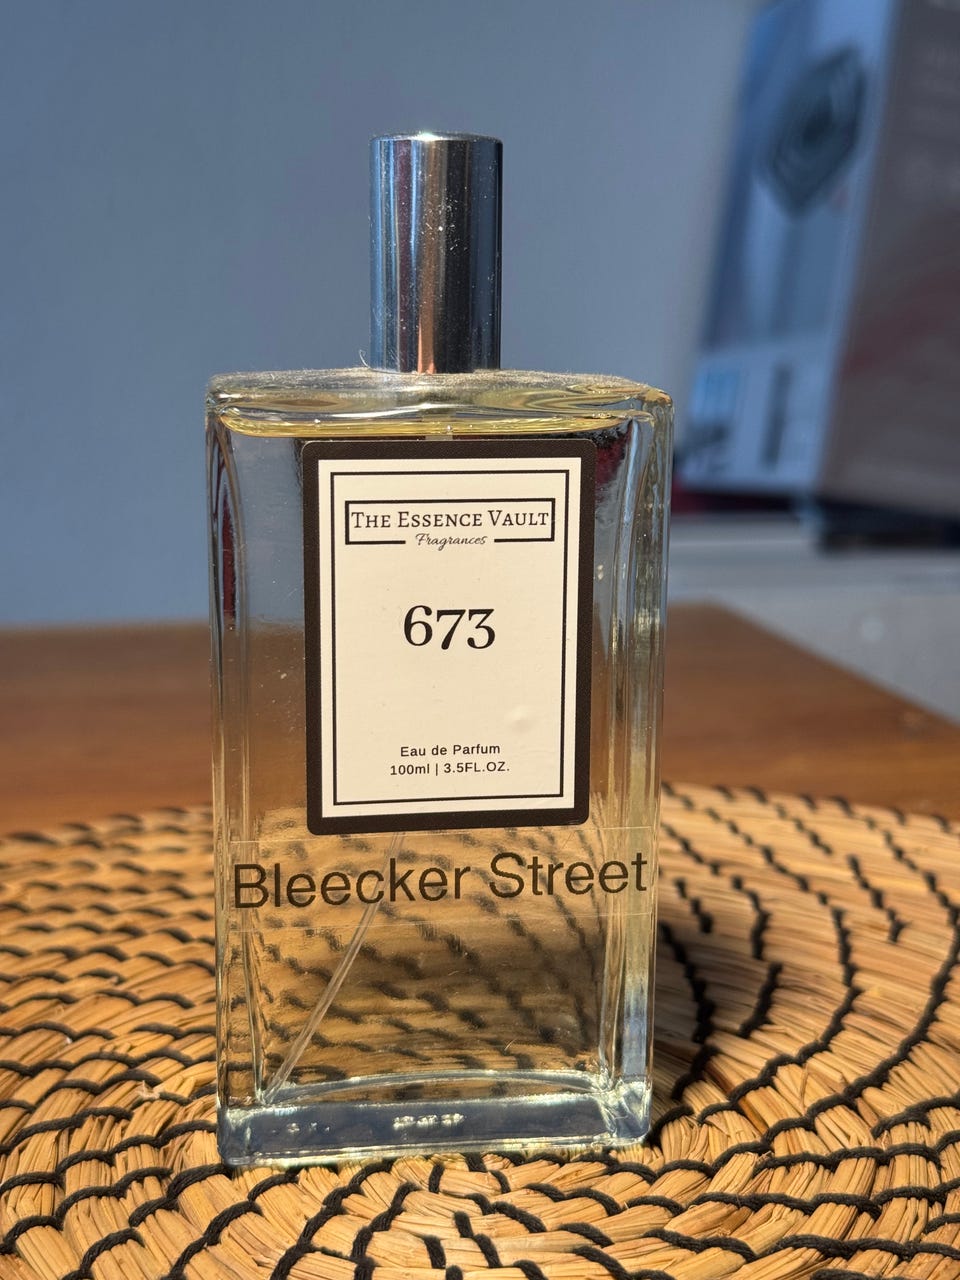 THE ESSENCE VAULT
Fragrances
673
Eau de Parfum
100ml | 3.5FL.OZ.
Bleecker Street